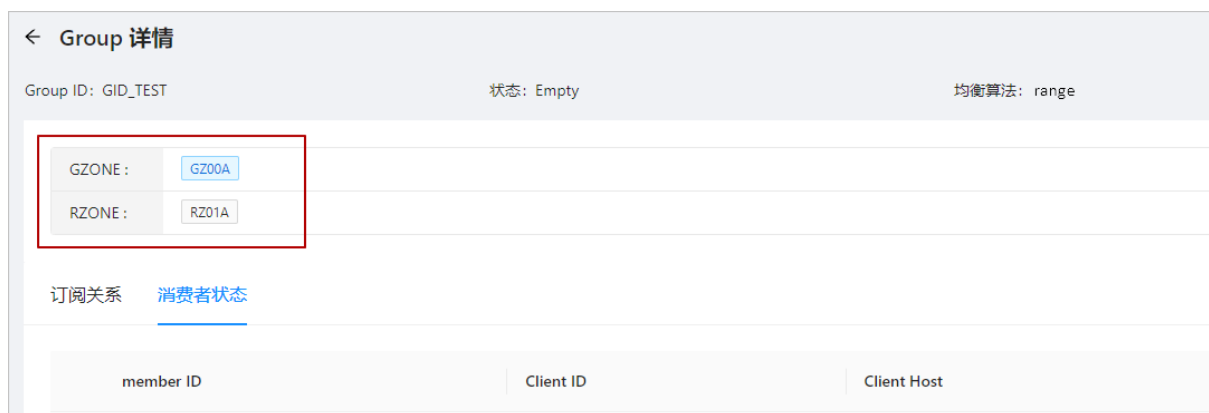 ← Group 详情
Group ID: GID_TEST 状态: Empty 均衡算法: range
GZONE: GZ00A
RZONE: RZ01A
订阅关系 消费者状态
member ID Client ID Client Host